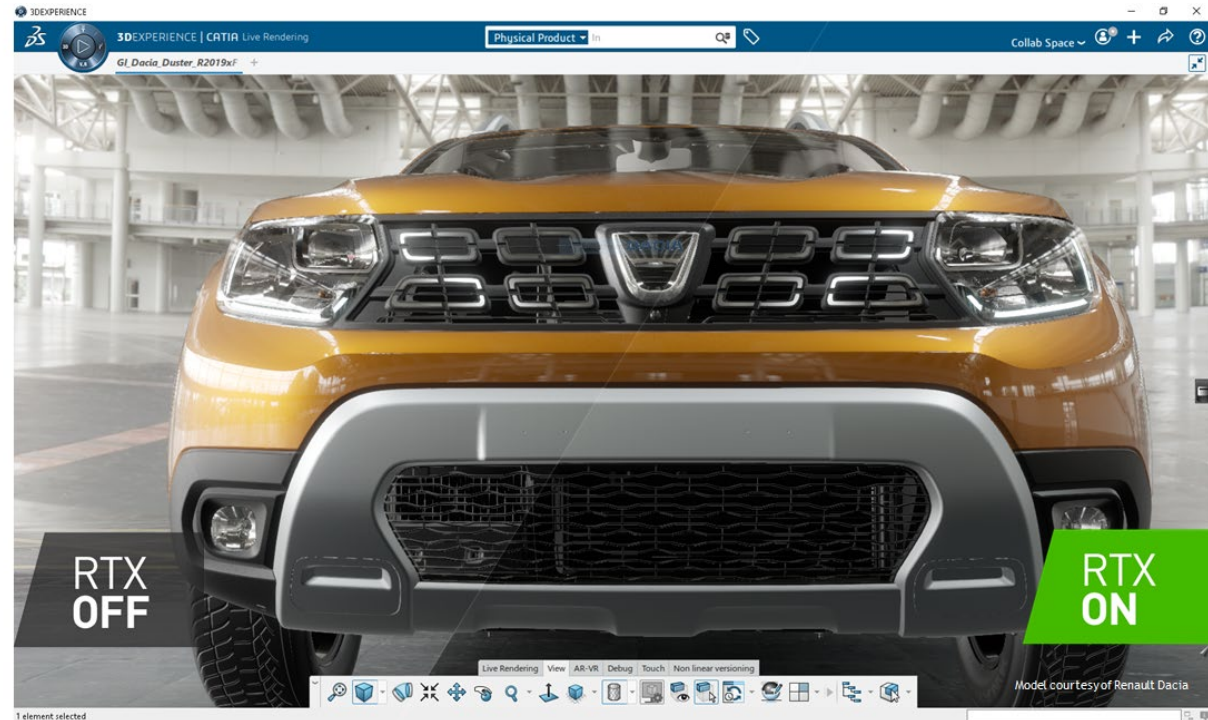 3DEXPERIENCE
3DEXPERIENCE | CATIA Live Rendering
Physical Product
In
Collab Space
GI_Dacia_Duster_R2019xF
RTX
OFF
RTX
ON
Live Rendering View AR-VR Debug Touch Non linear versioning
Model courtesy of Renault Dacia
1 element selected